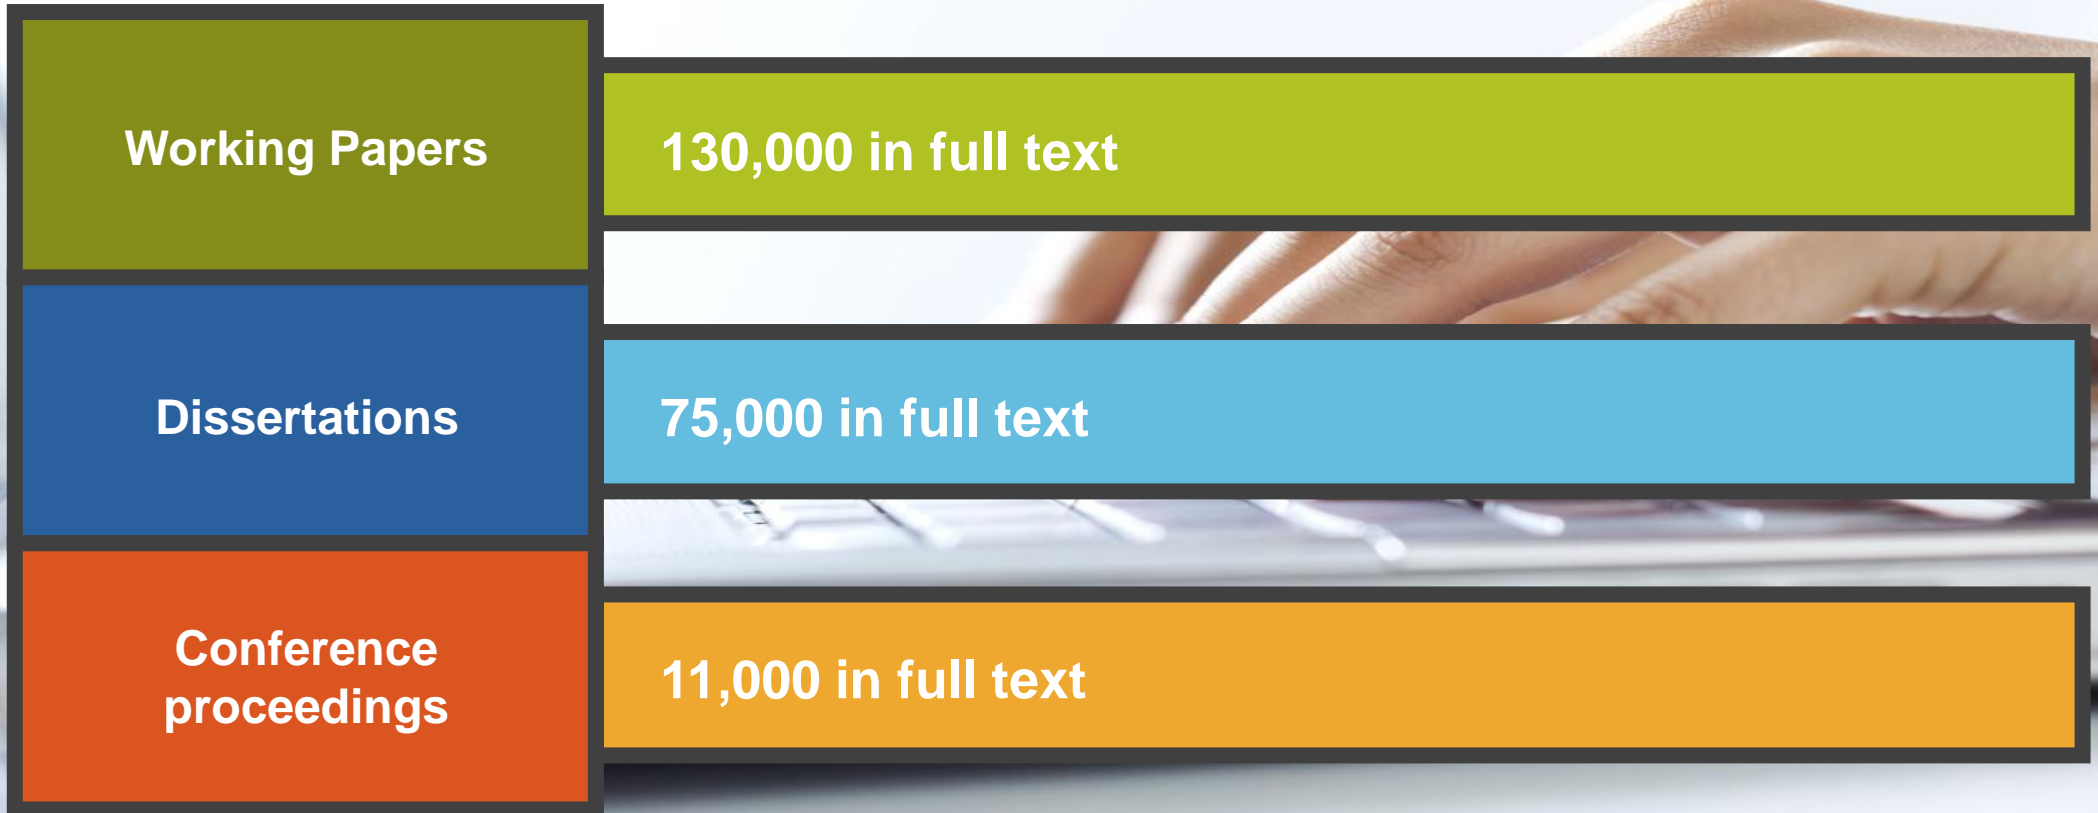 Working Papers
130,000 in full text
Dissertations
75,000 in full text
Conference
proceedings
11,000 in full text